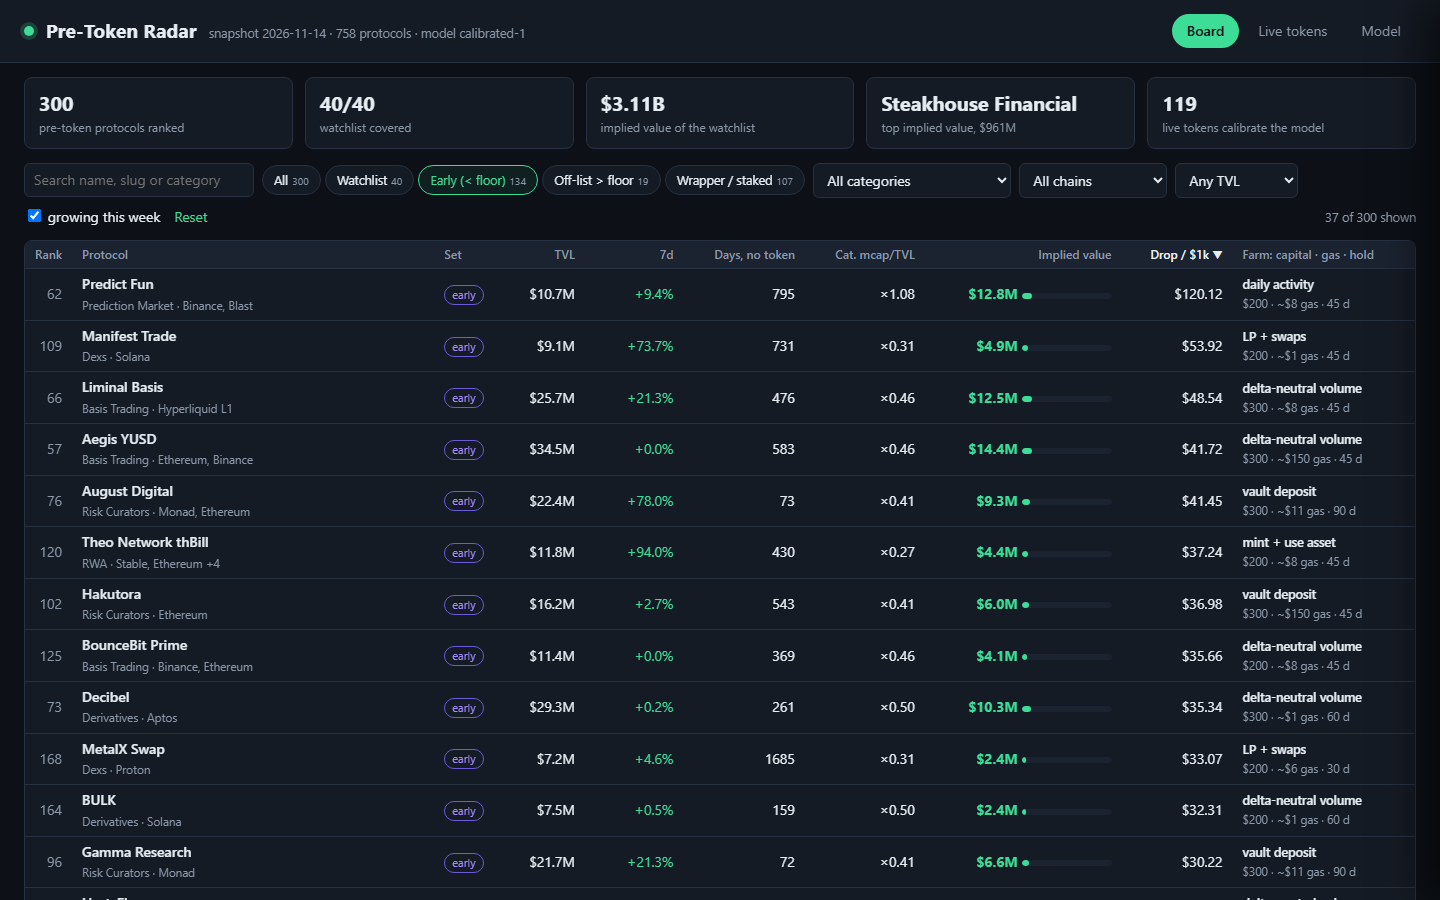 Pre-Token Radar snapshot 2026-11-14 · 758 protocols · model calibrated-1 Board Live tokens Model
300 40/40 $3.11B Steakhouse Financial 119
pre-token protocols ranked watchlist covered implied value of the watchlist top implied value, $961M live tokens calibrate the model
Search name, slug or category All 300 Watchlist 40 Early (< floor) 134 Off-list > floor 19 Wrapper / staked 107 All categories All chains Any TVL
growing this week Reset 37 of 300 shown
Rank Protocol Set TVL 7d Days, no token Cat. mcap/TVL Implied value Drop / $1k ▼ Farm: capital · gas · hold
62 Predict Fun early $10.7M +9.4% 795 ×1.08 $12.8M $120.12 daily activity
Prediction Market · Binance, Blast $200 · ~$8 gas · 45 d
109 Manifest Trade early $9.1M +73.7% 731 ×0.31 $4.9M $53.92 LP + swaps
Dexs · Solana $200 · ~$1 gas · 45 d
66 Liminal Basis early $25.7M +21.3% 476 ×0.46 $12.5M $48.54 delta-neutral volume
Basis Trading · Hyperliquid L1 $300 · ~$8 gas · 45 d
57 Aegis YUSD early $34.5M +0.0% 583 ×0.46 $14.4M $41.72 delta-neutral volume
Basis Trading · Ethereum, Binance $300 · ~$150 gas · 45 d
76 August Digital early $22.4M +78.0% 73 ×0.41 $9.3M $41.45 vault deposit
Risk Curators · Monad, Ethereum $300 · ~$11 gas · 90 d
120 Theo Network thBill early $11.8M +94.0% 430 ×0.27 $4.4M $37.24 mint + use asset
RWA · Stable, Ethereum +4 $200 · ~$8 gas · 45 d
102 Hakutora early $16.2M +2.7% 543 ×0.41 $6.0M $36.98 vault deposit
Risk Curators · Ethereum $300 · ~$150 gas · 45 d
125 BounceBit Prime early $11.4M +0.0% 369 ×0.46 $4.1M $35.66 delta-neutral volume
Basis Trading · Binance, Ethereum $200 · ~$8 gas · 45 d
73 Decibel early $29.3M +0.2% 261 ×0.50 $10.3M $35.34 delta-neutral volume
Derivatives · Aptos $300 · ~$1 gas · 60 d
168 MetalX Swap early $7.2M +4.6% 1685 ×0.31 $2.4M $33.07 LP + swaps
Dexs · Proton $200 · ~$6 gas · 30 d
164 BULK early $7.5M +0.5% 159 ×0.50 $2.4M $32.31 delta-neutral volume
Derivatives · Solana $200 · ~$1 gas · 60 d
96 Gamma Research early $21.7M +21.3% 72 ×0.41 $6.6M $30.22 vault deposit
Risk Curators · Monad $300 · ~$11 gas · 90 d